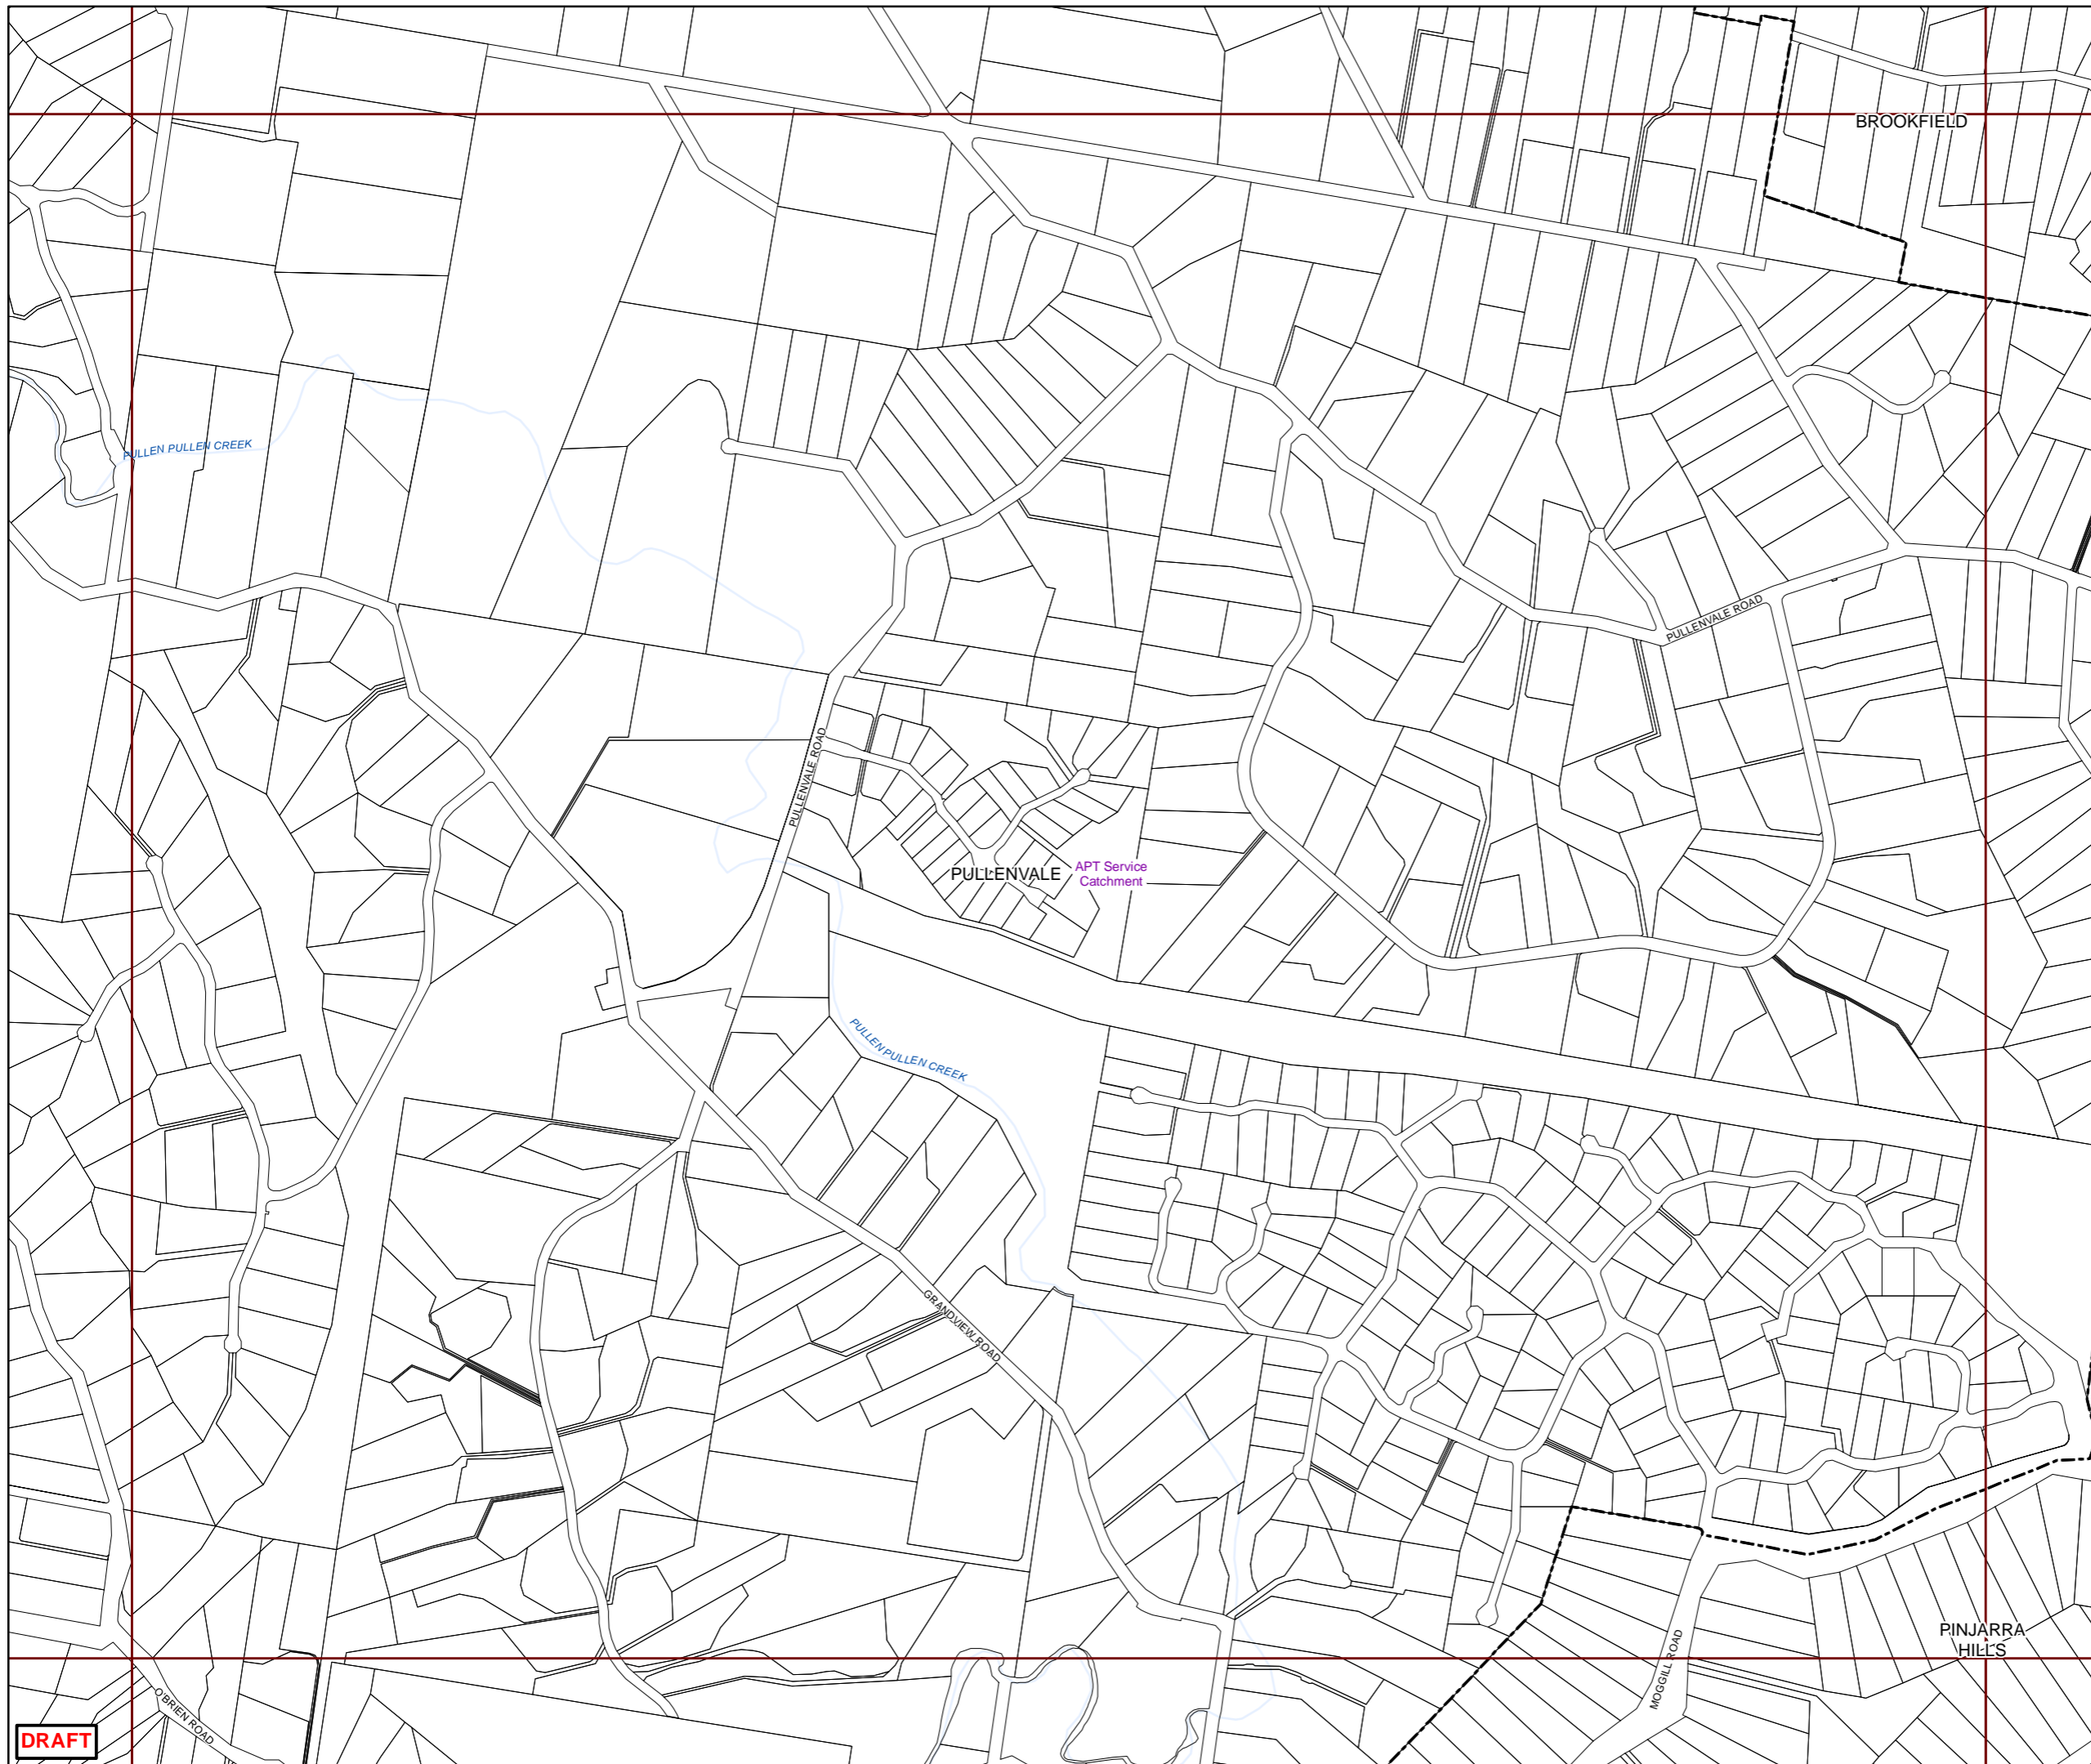 BROOKFIELD
PULLEN PULLEN CREEK
PULLENVALE ROAD
PULLENVALE ROAD
PULLENVALE
APT Service
Catchment
PULLEN PULLEN CREEK
GRANDVIEW ROAD
PINJARRA
HILLS
MOGGILL ROAD
O'BRIEN ROAD
DRAFT